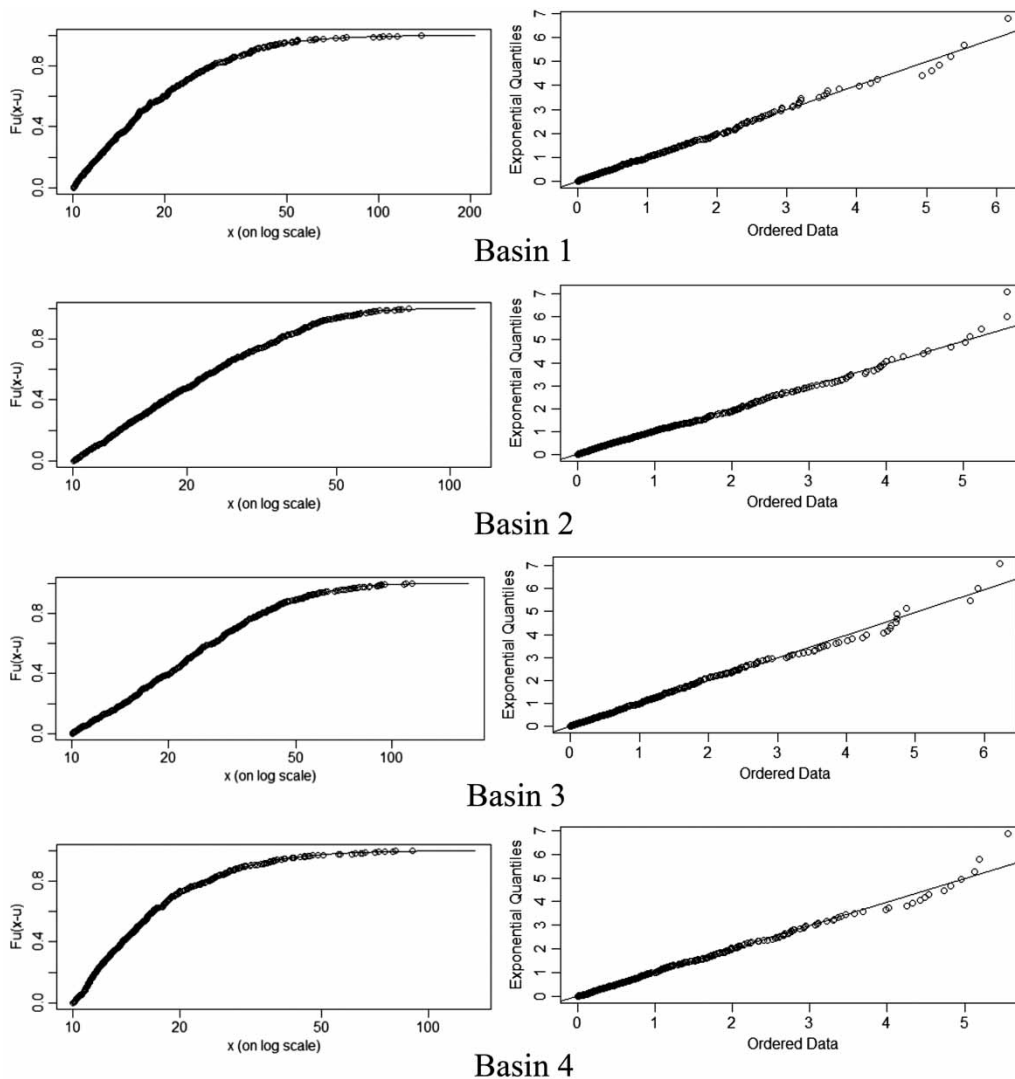 Fu(x-u)
0.0 0.4 0.8
10 20 50 100 200
x (on log scale)
Exponential Quantiles
0 1 2 3 4 5 6 7
0 1 2 3 4 5 6
Ordered Data
Basin 1
Fu(x-u)
0.0 0.4 0.8
10 20 50 100
x (on log scale)
Exponential Quantiles
0 1 2 3 4 5 6 7
0 1 2 3 4 5
Ordered Data
Basin 2
Fu(x-u)
0.0 0.4 0.8
10 20 50 100
x (on log scale)
Exponential Quantiles
0 1 2 3 4 5 6 7
0 1 2 3 4 5 6
Ordered Data
Basin 3
Fu(x-u)
0.0 0.4 0.8
10 20 50 100
x (on log scale)
Exponential Quantiles
0 1 2 3 4 5 6 7
0 1 2 3 4 5
Ordered Data
Basin 4